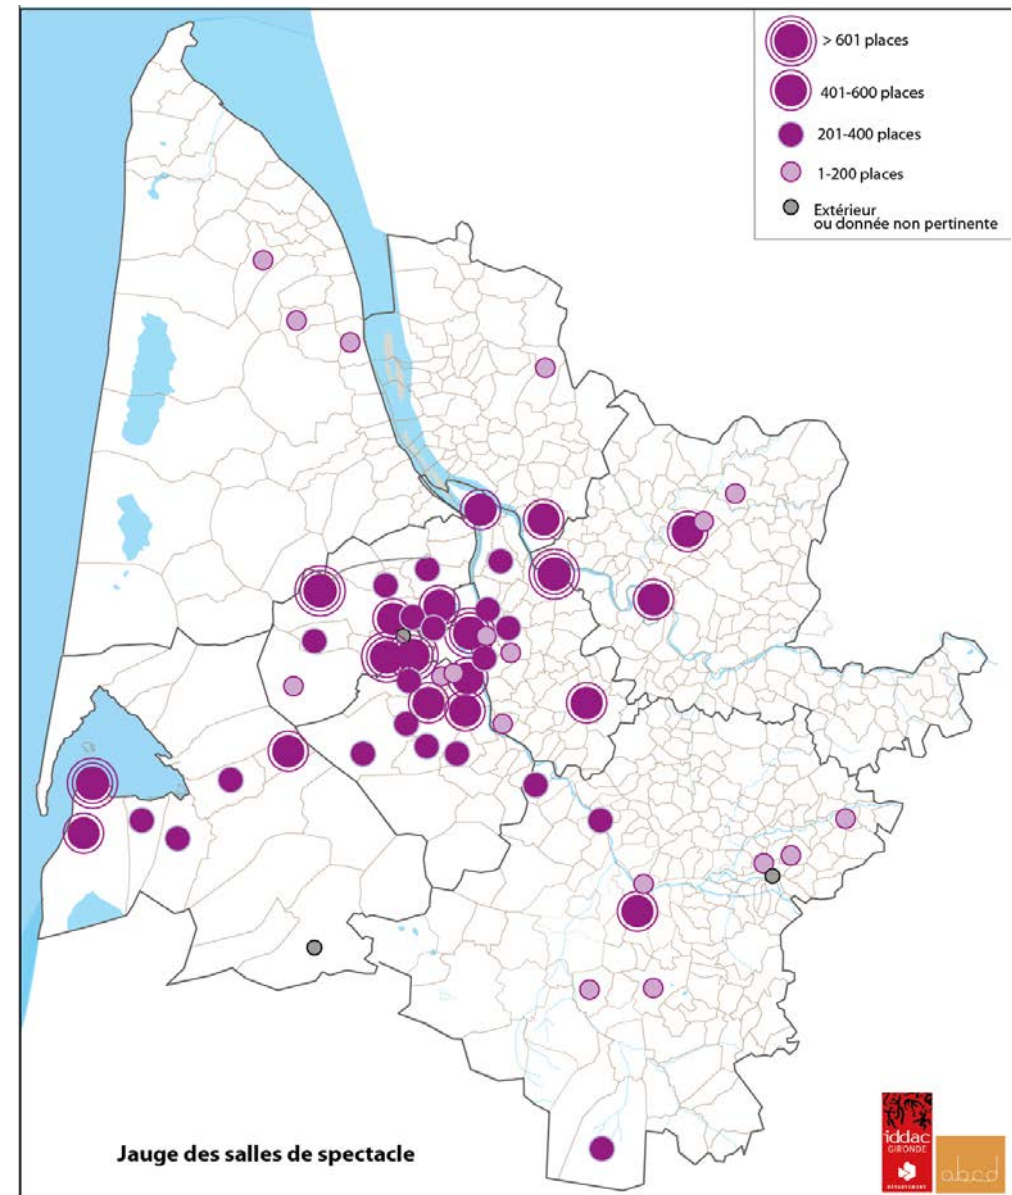 > 601 places
401-600 places
201-400 places
1-200 places
Extérieur
ou donnée non pertinente
Jauge des salles de spectacle
iddac
GIRONDE
DÉPARTEMENT
abcd